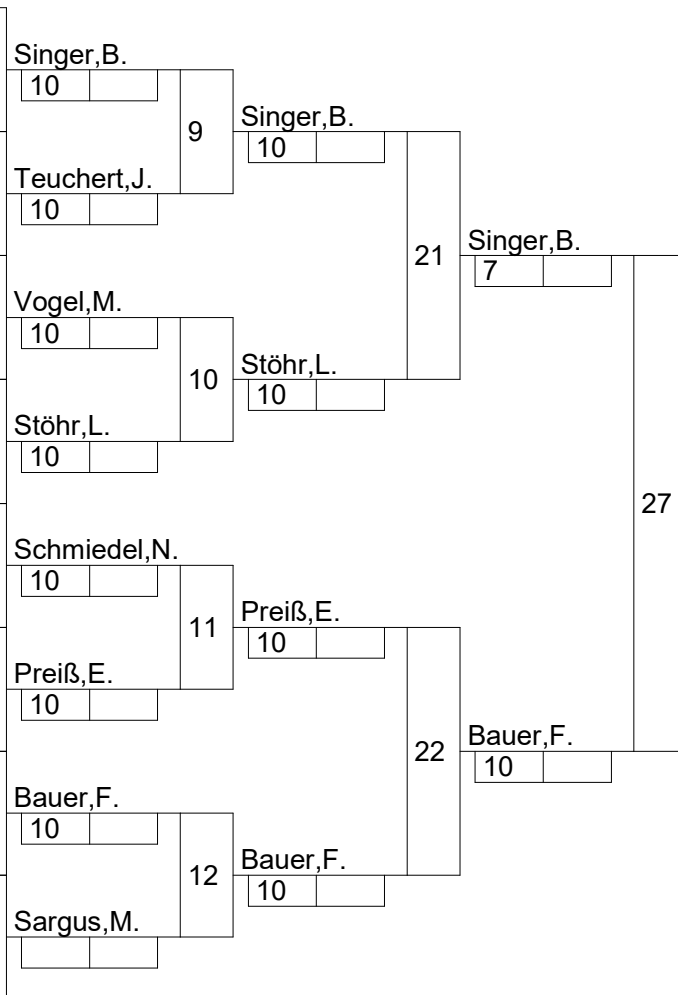 Singer,B.
10
9
Singer,B.
10
Teuchert,J.
10
21
Singer,B.
7
Vogel,M.
10
10
Stöhr,L.
10
Stöhr,L.
10
27
Schmiedel,N.
10
11
Preiß,E.
10
Preiß,E.
10
22
Bauer,F.
10
Bauer,F.
10
12
Bauer,F.
10
Sargus,M.